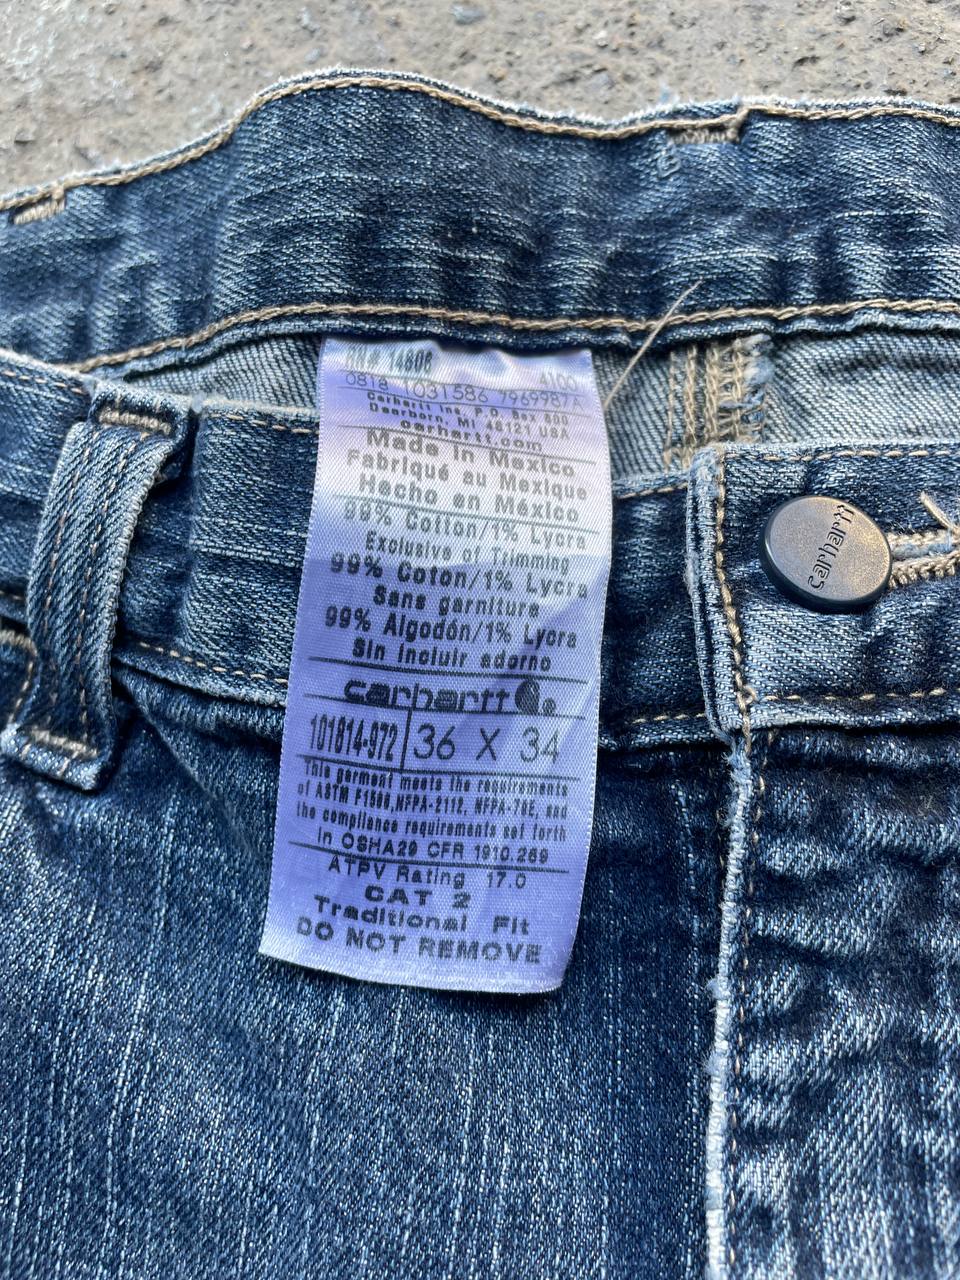 RN# 14806
4100
0818 1031586 7969987A
Carhartt Inc, P.O. Box 600
Dearborn, MI 48121 USA
carhartt.com
Made in Mexico
Fabriqué au Mexique
Hecho en México
99% Cotton/1% Lycra
Exclusive of Trimming
99% Coton/1% Lycra
Sans garniture
99% Algodón/1% Lycra
Sin incluir adorno
carhartt ®
101814-972 36 X 34
This garment meets the requirements
of ASTM F1506, NFPA-2112, NFPA-70E, and
the compliance requirements set forth
in OSHA29 CFR 1910.269
ATPV Rating 17.0
CAT 2
Traditional Fit
DO NOT REMOVE
carhartt